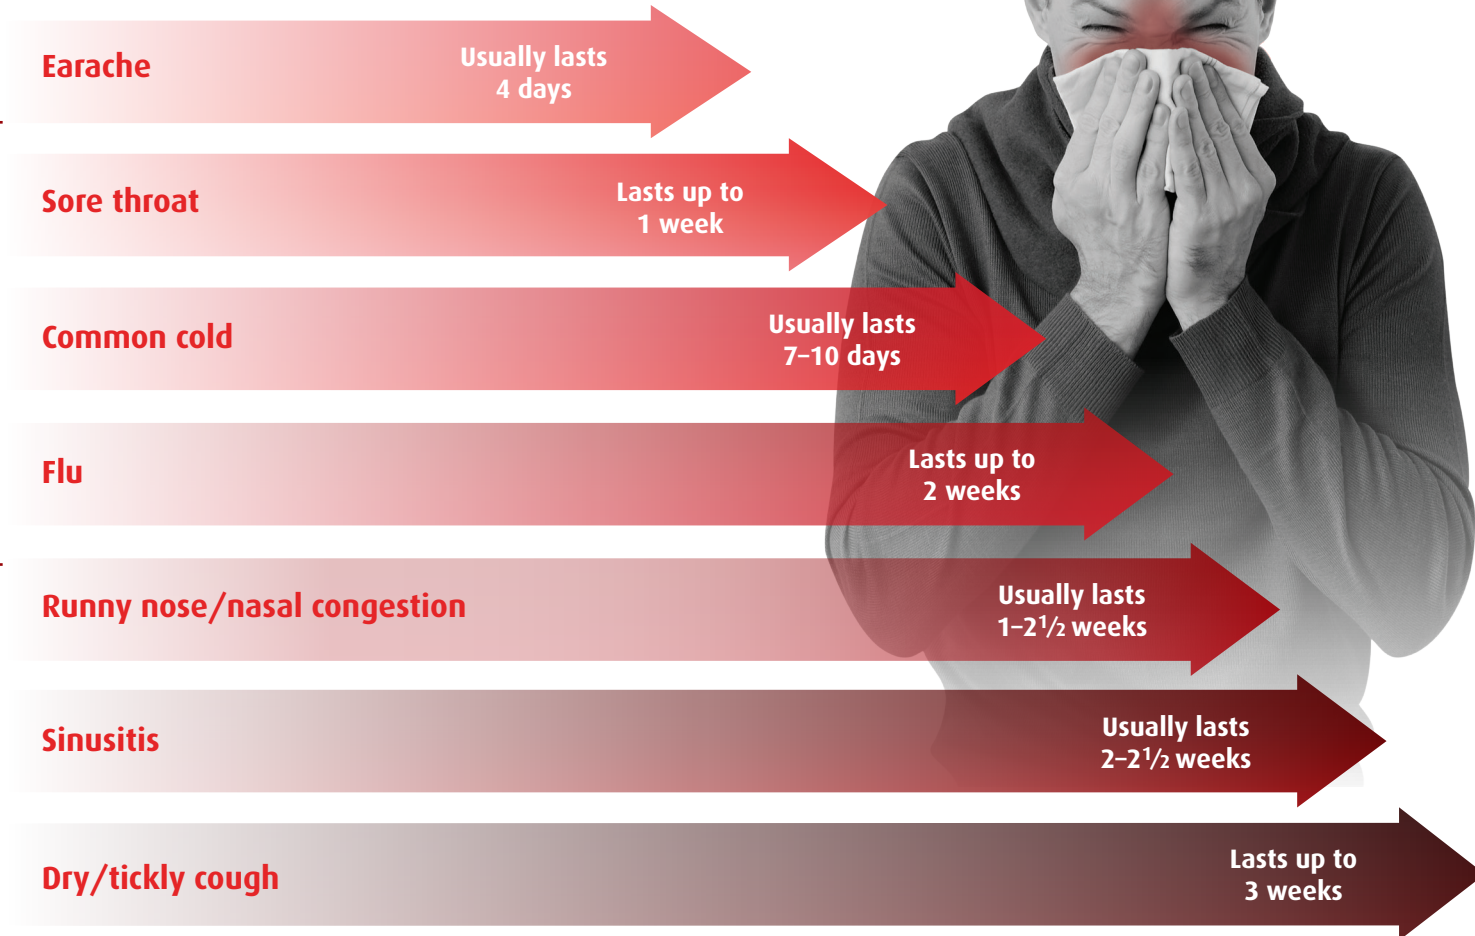 Earache
Usually lasts
4 days
Sore throat
Lasts up to
1 week
Common cold
Usually lasts
7–10 days
Flu
Lasts up to
2 weeks
Runny nose/nasal congestion
Usually lasts
1–2¹/₂ weeks
Sinusitis
Usually lasts
2–2¹/₂ weeks
Dry/tickly cough
Lasts up to
3 weeks